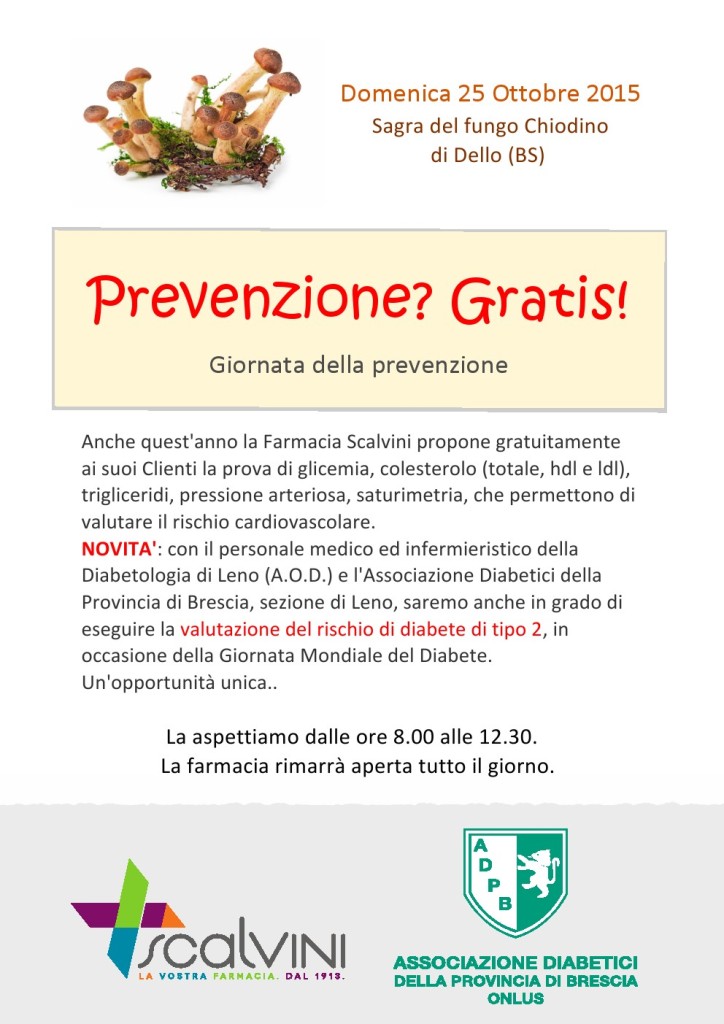 Domenica 25 Ottobre 2015
Sagra del fungo Chiodino
di Dello (BS)
Prevenzione? Gratis!
Giornata della prevenzione
Anche quest'anno la Farmacia Scalvini propone gratuitamente
ai suoi Clienti la prova di glicemia, colesterolo (totale, hdl e ldl),
trigliceridi, pressione arteriosa, saturimetria, che permettono di
valutare il rischio cardiovascolare.
NOVITA': con il personale medico ed infermieristico della
Diabetologia di Leno (A.O.D.) e l'Associazione Diabetici della
Provincia di Brescia, sezione di Leno, saremo anche in grado di
eseguire la valutazione del rischio di diabete di tipo 2, in
occasione della Giornata Mondiale del Diabete.
Un'opportunità unica..
La aspettiamo dalle ore 8.00 alle 12.30.
La farmacia rimarrà aperta tutto il giorno.
scalvini
LA VOSTRA FARMACIA. DAL 1913.
A
D
P
B
ASSOCIAZIONE DIABETICI
DELLA PROVINCIA DI BRESCIA
ONLUS